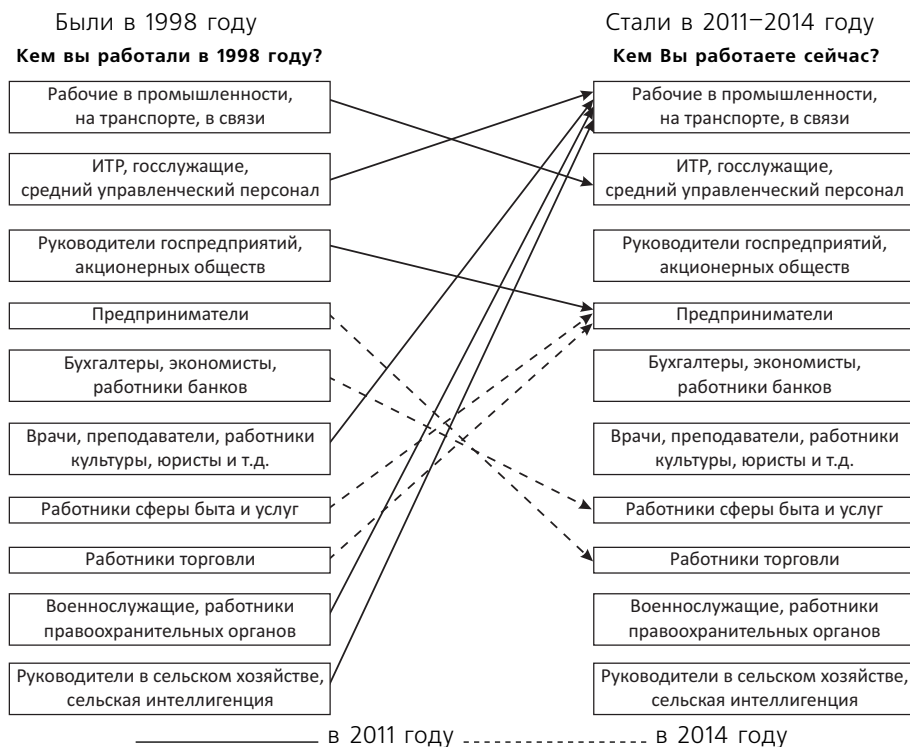 Были в 1998 году
Кем вы работали в 1998 году?
Рабочие в промышленности,
на транспорте, в связи
ИТР, госслужащие,
средний управленческий персонал
Руководители госпредприятий,
акционерных обществ
Предприниматели
Бухгалтеры, экономисты,
работники банков
Врачи, преподаватели, работники
культуры, юристы и т.д.
Работники сферы быта и услуг
Работники торговли
Военнослужащие, работники
правоохранительных органов
Руководители в сельском хозяйстве,
сельская интеллигенция
Стали в 2011–2014 году
Кем Вы работаете сейчас?
Рабочие в промышленности,
на транспорте, в связи
ИТР, госслужащие,
средний управленческий персонал
Руководители госпредприятий,
акционерных обществ
Предприниматели
Бухгалтеры, экономисты,
работники банков
Врачи, преподаватели, работники
культуры, юристы и т.д.
Работники сферы быта и услуг
Работники торговли
Военнослужащие, работники
правоохранительных органов
Руководители в сельском хозяйстве,
сельская интеллигенция
в 2011 году
в 2014 году